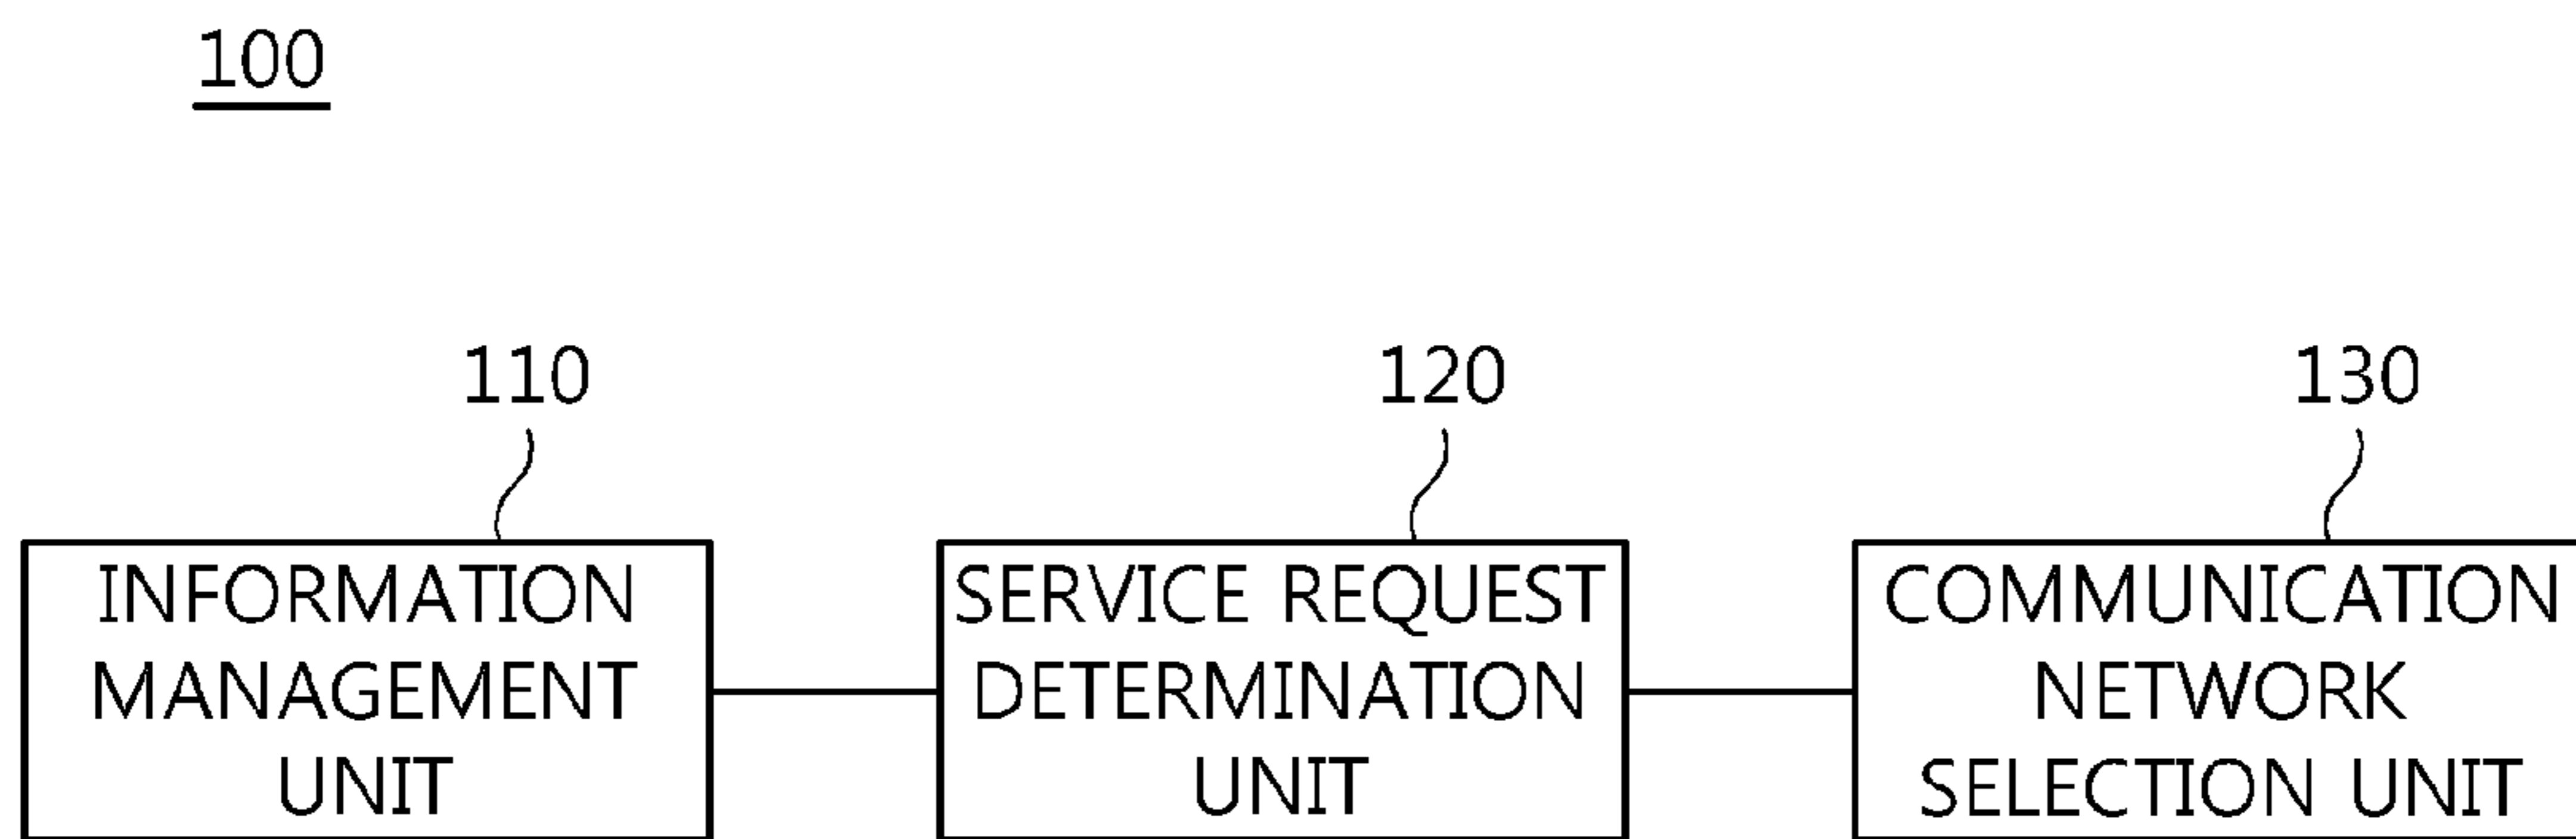 100
110
120
130
INFORMATION
MANAGEMENT
UNIT
SERVICE REQUEST
DETERMINATION
UNIT
COMMUNICATION
NETWORK
SELECTION UNIT